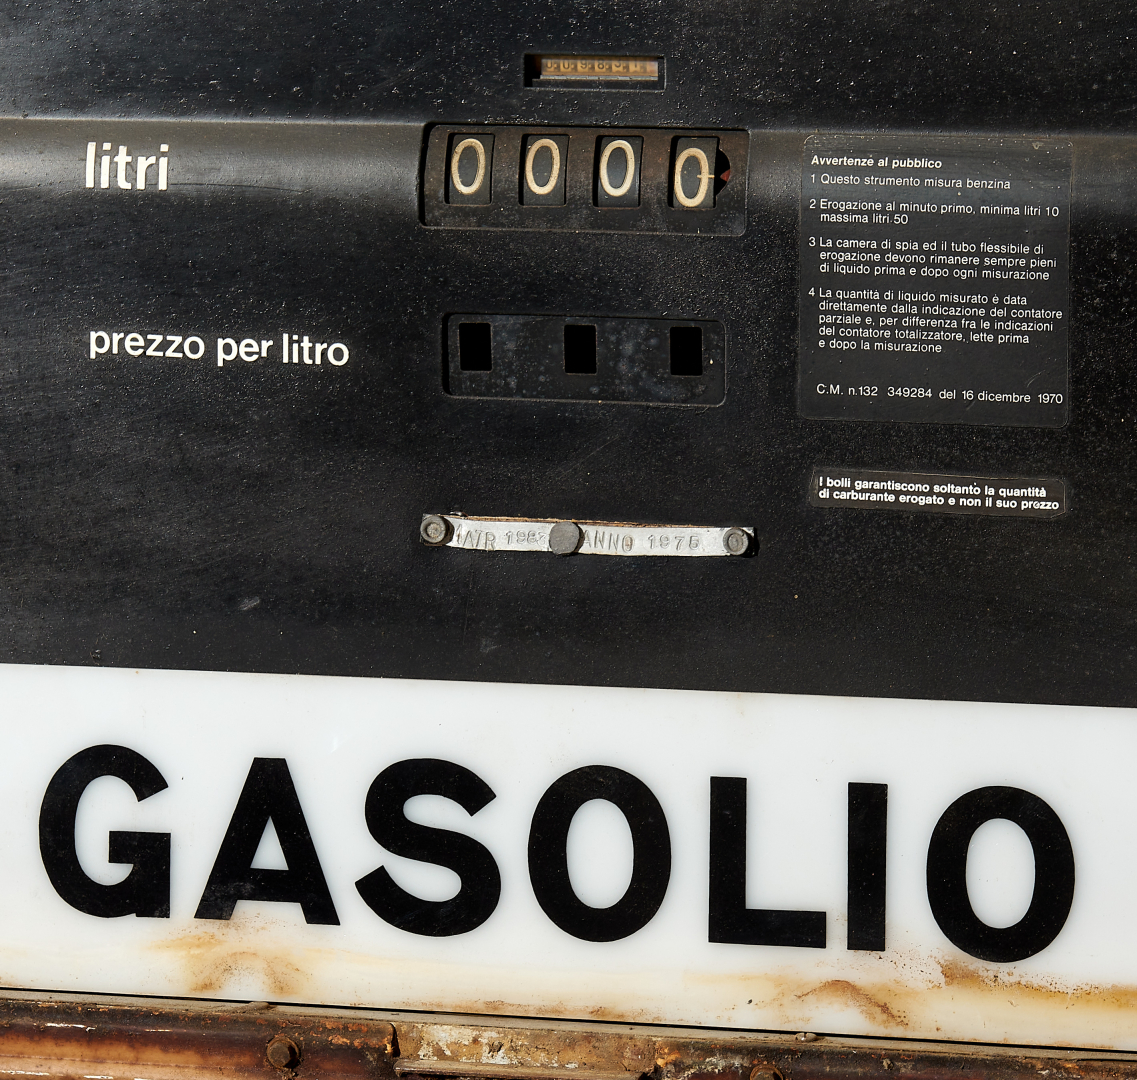 litri
0000
Avvertenze al pubblico
1 Questo strumento misura benzina
2 Erogazione al minuto primo, minima litri 10
massima litri 50
3 La camera di spia ed il tubo flessibile di
erogazione devono rimanere sempre pieni
di liquido prima e dopo ogni misurazione
4 La quantità di liquido misurato è data
direttamente dalla indicazione del contatore
parziale e, per differenza fra le indicazioni
del contatore totalizzatore, lette prima
e dopo la misurazione
C.M. n.132 349284 del 16 dicembre 1970
prezzo per litro
I bolli garantiscono soltanto la quantità
di carburante erogato e non il suo prezzo
ANNO 1975
GASOLIO